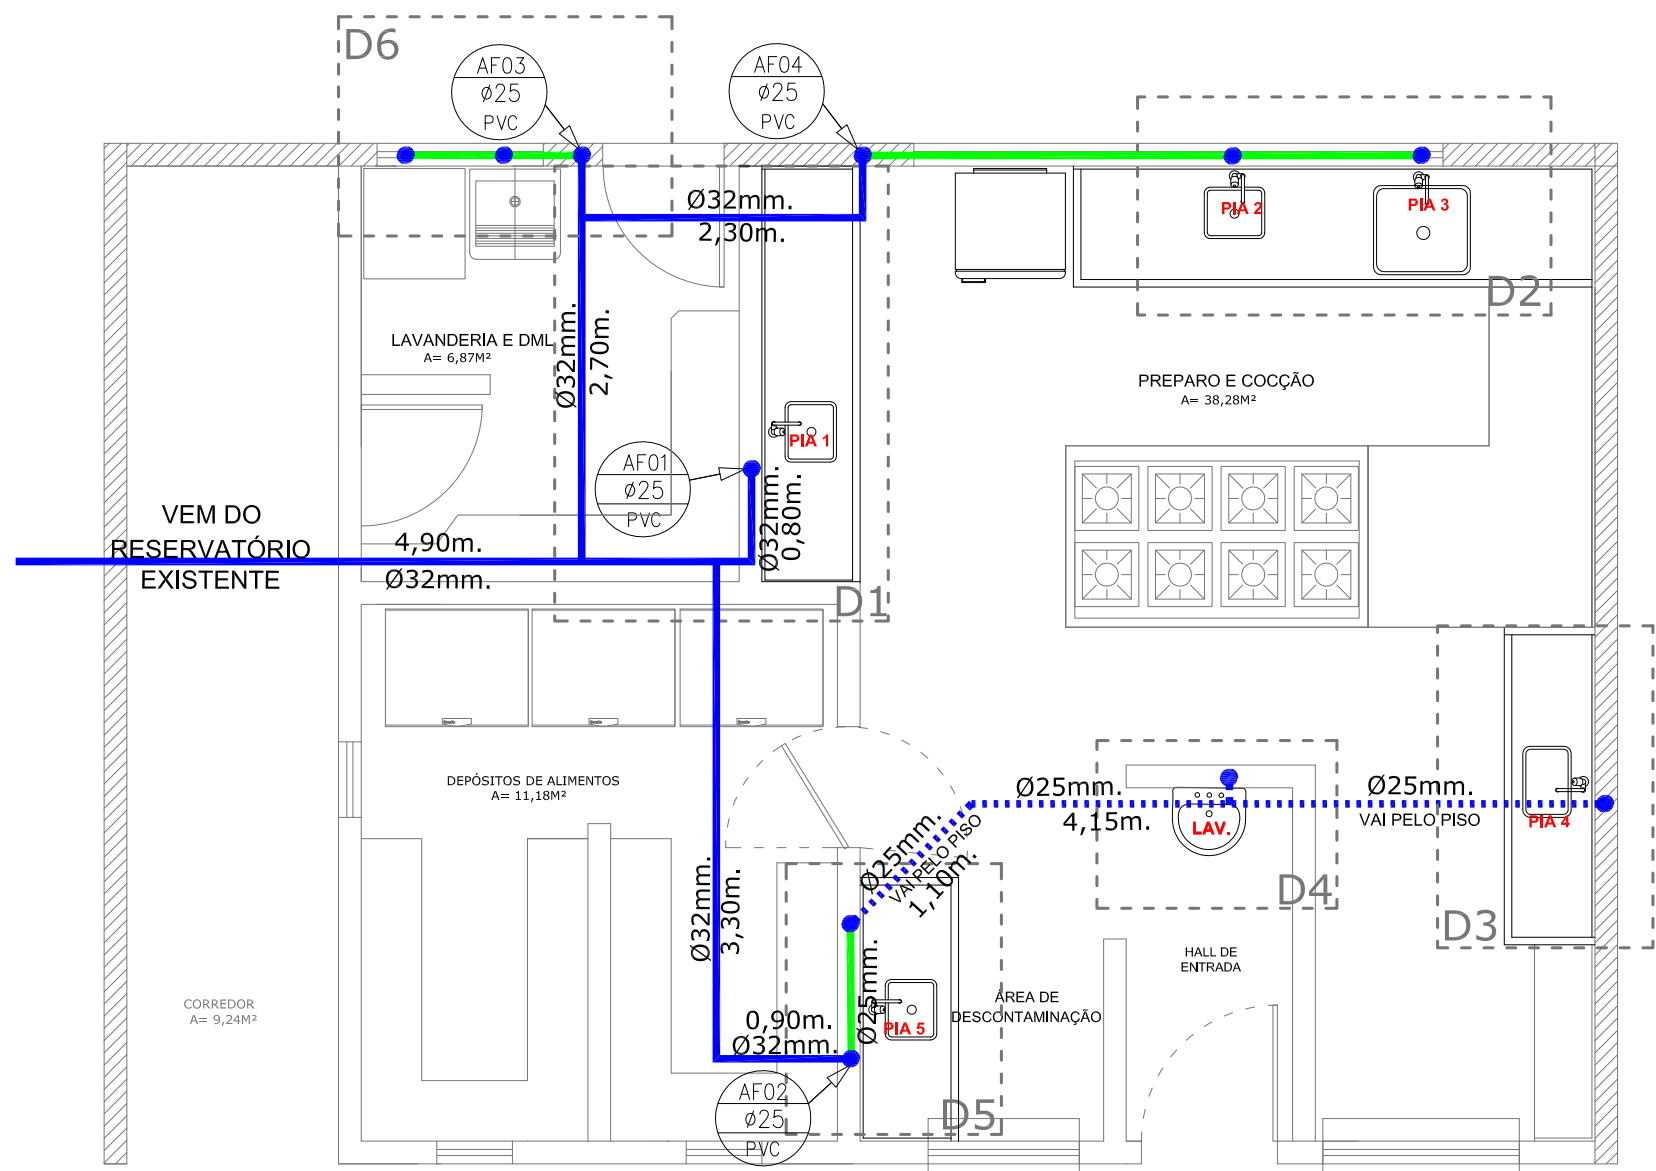 D6
AF03
ø25
PVC
AF04
ø25
PVC
Ø32mm.
2,30m.
PIA 2
PIA 3
D2
LAVANDERIA E DML
A= 6,87M²
Ø32mm.
2,70m.
PREPARO E COCÇÃO
A= 38,28M²
PIA 1
AF01
ø25
PVC
Ø32mm.
0,80m.
VEM DO
RESERVATÓRIO
EXISTENTE
4,90m.
Ø32mm.
D1
DEPÓSITOS DE ALIMENTOS
A= 11,18M²
Ø25mm.
4,15m.
LAV.
Ø25mm.
VAI PELO PISO
PIA 4
Ø25mm.
VAI PELO PISO
1,10m.
D4
D3
Ø32mm.
3,30m.
HALL DE
ENTRADA
CORREDOR
A= 9,24M²
0,90m.
Ø32mm.
Ø25mm.
PIA 5
ÁREA DE
DESCONTAMINAÇÃO
AF02
ø25
PVC
D5